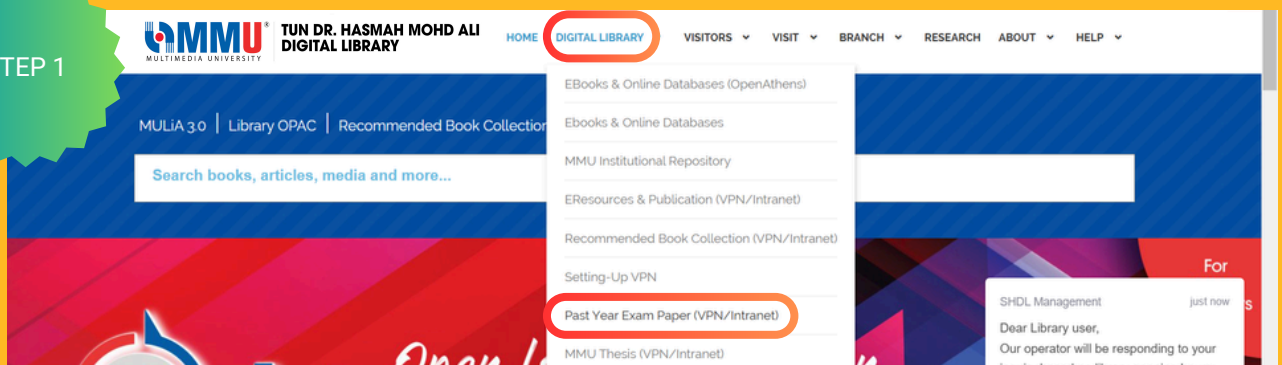 TEP 1
MMU®
MULTIMEDIA UNIVERSITY
TUN DR. HASMAH MOHD ALI
DIGITAL LIBRARY
HOME DIGITAL LIBRARY VISITORS VISIT BRANCH RESEARCH ABOUT HELP
EBooks & Online Databases (OpenAthens)
Ebooks & Online Databases
MMU Institutional Repository
EResources & Publication (VPN/Intranet)
Recommended Book Collection (VPN/Intranet)
Setting-Up VPN
Past Year Exam Paper (VPN/Intranet)
MMU Thesis (VPN/Intranet)
MULiA 3.0 | Library OPAC | Recommended Book Collection
Search books, articles, media and more...
Open
For
SHDL Management just now
Dear Library user,
Our operator will be responding to your